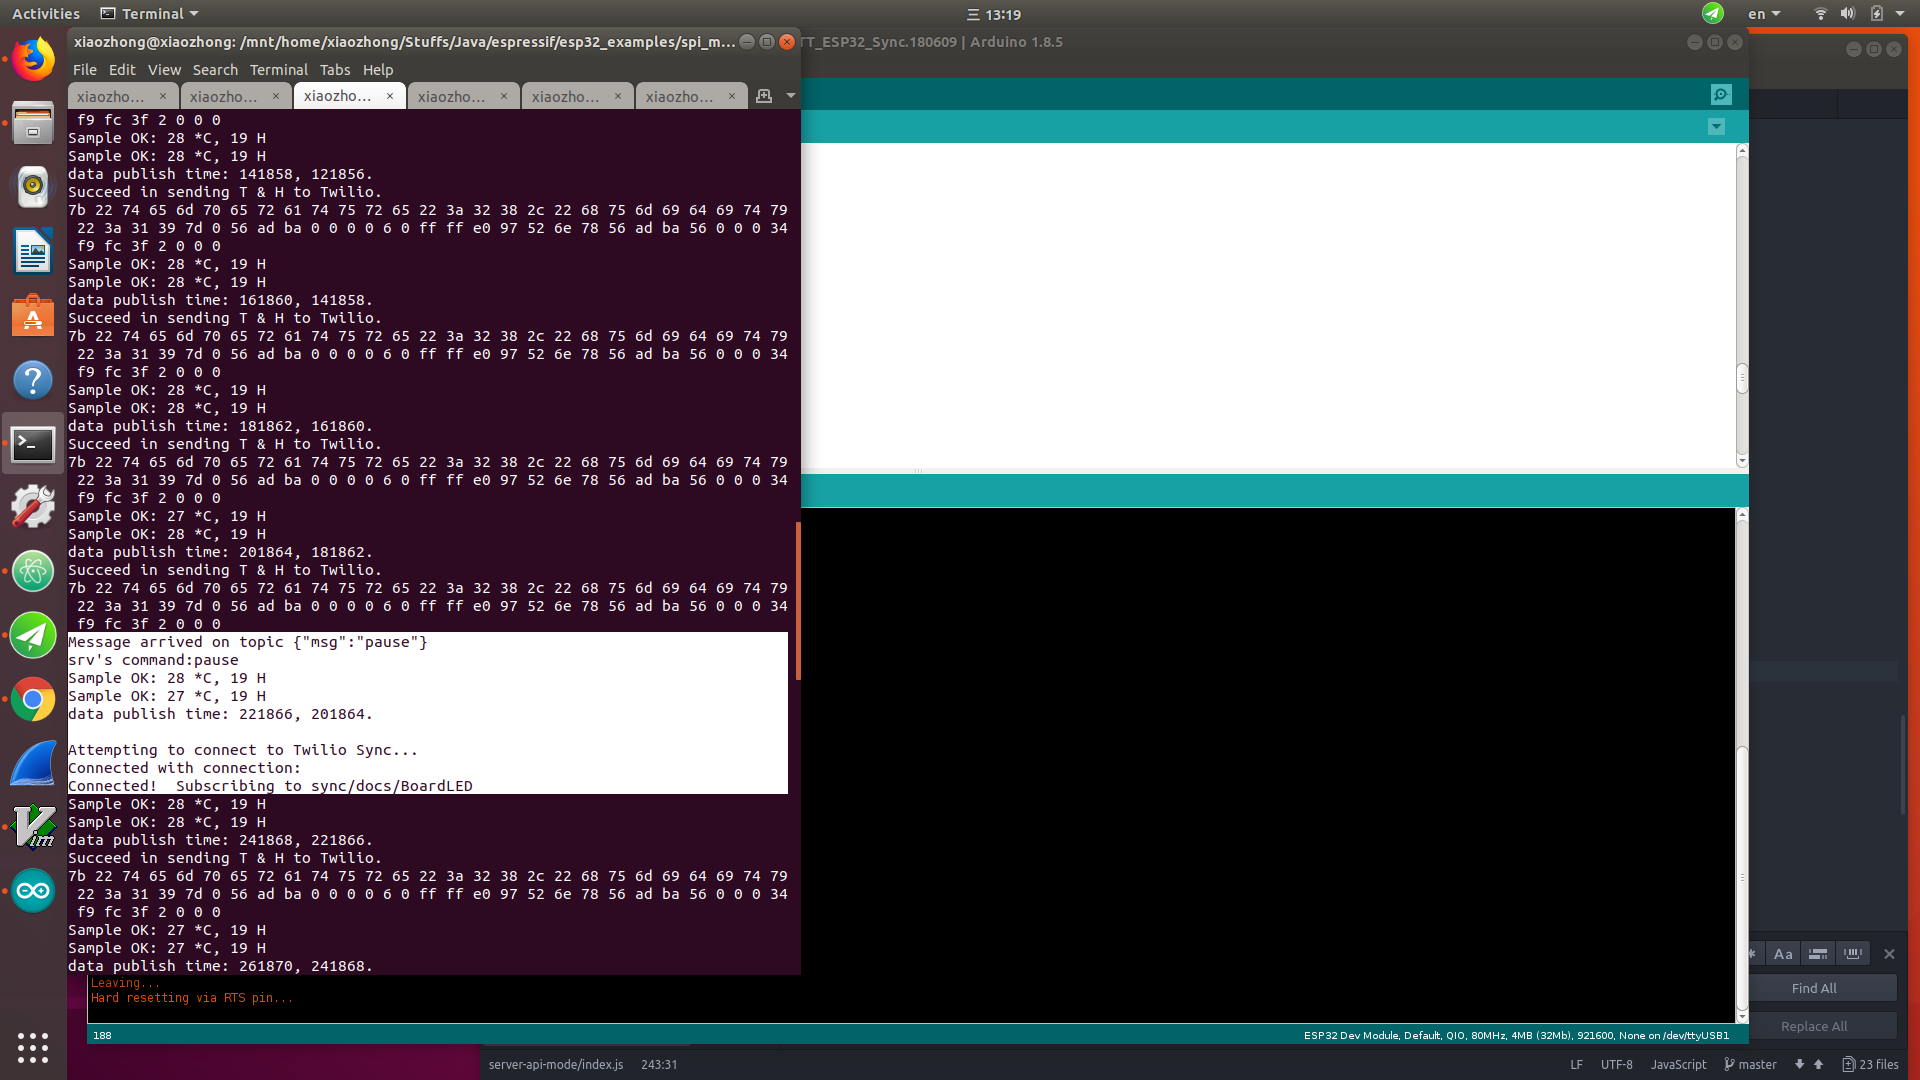 Activities
Terminal
三 13:19
en
xiaozhong@xiaozhong: /mnt/home/xiaozhong/Stuffs/Java/espressif/esp32_examples/spi_m...
TT_ESP32_Sync.180609 | Arduino 1.8.5
File Edit View Search Terminal Tabs Help
xiaozho... × xiaozho... × xiaozho... × xiaozho... × xiaozho... × xiaozho... ×
f9 fc 3f 2 0 0 0
Sample OK: 28 *C, 19 H
Sample OK: 28 *C, 19 H
data publish time: 141858, 121856.
Succeed in sending T & H to Twilio.
7b 22 74 65 6d 70 65 72 61 74 75 72 65 22 3a 32 38 2c 22 68 75 6d 69 64 69 74 79
22 3a 31 39 7d 0 56 ad ba 0 0 0 0 6 0 ff ff e0 97 52 6e 78 56 ad ba 56 0 0 0 34
f9 fc 3f 2 0 0 0
Sample OK: 28 *C, 19 H
Sample OK: 28 *C, 19 H
data publish time: 161860, 141858.
Succeed in sending T & H to Twilio.
7b 22 74 65 6d 70 65 72 61 74 75 72 65 22 3a 32 38 2c 22 68 75 6d 69 64 69 74 79
22 3a 31 39 7d 0 56 ad ba 0 0 0 0 6 0 ff ff e0 97 52 6e 78 56 ad ba 56 0 0 0 34
f9 fc 3f 2 0 0 0
Sample OK: 28 *C, 19 H
Sample OK: 28 *C, 19 H
data publish time: 181862, 161860.
Succeed in sending T & H to Twilio.
7b 22 74 65 6d 70 65 72 61 74 75 72 65 22 3a 32 38 2c 22 68 75 6d 69 64 69 74 79
22 3a 31 39 7d 0 56 ad ba 0 0 0 0 6 0 ff ff e0 97 52 6e 78 56 ad ba 56 0 0 0 34
f9 fc 3f 2 0 0 0
Sample OK: 27 *C, 19 H
Sample OK: 28 *C, 19 H
data publish time: 201864, 181862.
Succeed in sending T & H to Twilio.
7b 22 74 65 6d 70 65 72 61 74 75 72 65 22 3a 32 38 2c 22 68 75 6d 69 64 69 74 79
22 3a 31 39 7d 0 56 ad ba 0 0 0 0 6 0 ff ff e0 97 52 6e 78 56 ad ba 56 0 0 0 34
f9 fc 3f 2 0 0 0
Message arrived on topic {"msg":"pause"}
srv's command:pause
Sample OK: 28 *C, 19 H
Sample OK: 27 *C, 19 H
data publish time: 221866, 201864.
Attempting to connect to Twilio Sync...
Connected with connection:
Connected!  Subscribing to sync/docs/BoardLED
Sample OK: 28 *C, 19 H
Sample OK: 28 *C, 19 H
data publish time: 241868, 221866.
Succeed in sending T & H to Twilio.
7b 22 74 65 6d 70 65 72 61 74 75 72 65 22 3a 32 38 2c 22 68 75 6d 69 64 69 74 79
22 3a 31 39 7d 0 56 ad ba 0 0 0 0 6 0 ff ff e0 97 52 6e 78 56 ad ba 56 0 0 0 34
f9 fc 3f 2 0 0 0
Sample OK: 27 *C, 19 H
Sample OK: 27 *C, 19 H
data publish time: 261870, 241868.
Leaving...
Hard resetting via RTS pin...
.* Aa
Find All
Replace All
188
ESP32 Dev Module, Default, QIO, 80MHz, 4MB (32Mb), 921600, None on /dev/ttyUSB1
server-api-mode/index.js 243:31
LF UTF-8 JavaScript master 23 files
Vim